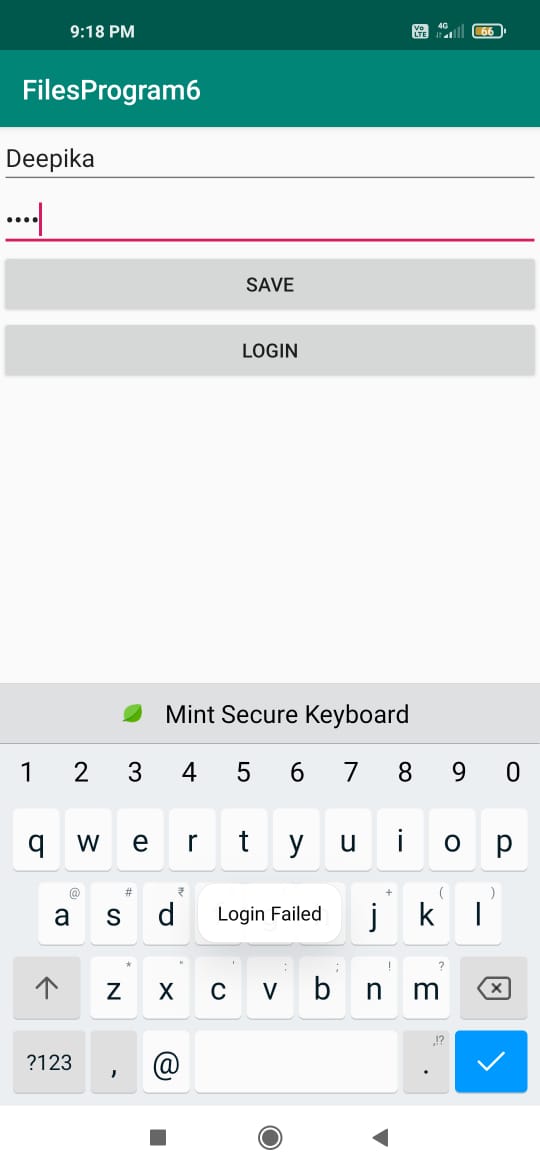 9:18 PM Vo LTE 4G 66
FilesProgram6
Deepika
••••
SAVE
LOGIN
Mint Secure Keyboard
1 2 3 4 5 6 7 8 9 0
q w e r t y u i o p
@ # ₹ + ( )
a s d Login Failed j k l
* " ' : ; ! ?
z x c v b n m
,!?
?123 , @ .